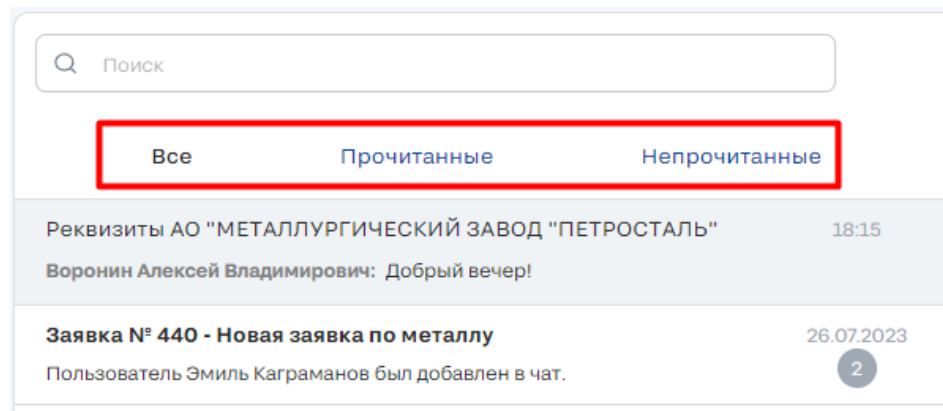 Поиск
Все Прочитанные Непрочитанные
Реквизиты АО "МЕТАЛЛУРГИЧЕСКИЙ ЗАВОД "ПЕТРОСТАЛЬ" 18:15
Воронин Алексей Владимирович: Добрый вечер!
Заявка № 440 - Новая заявка по металлу 26.07.2023
Пользователь Эмиль Каграманов был добавлен в чат. 2